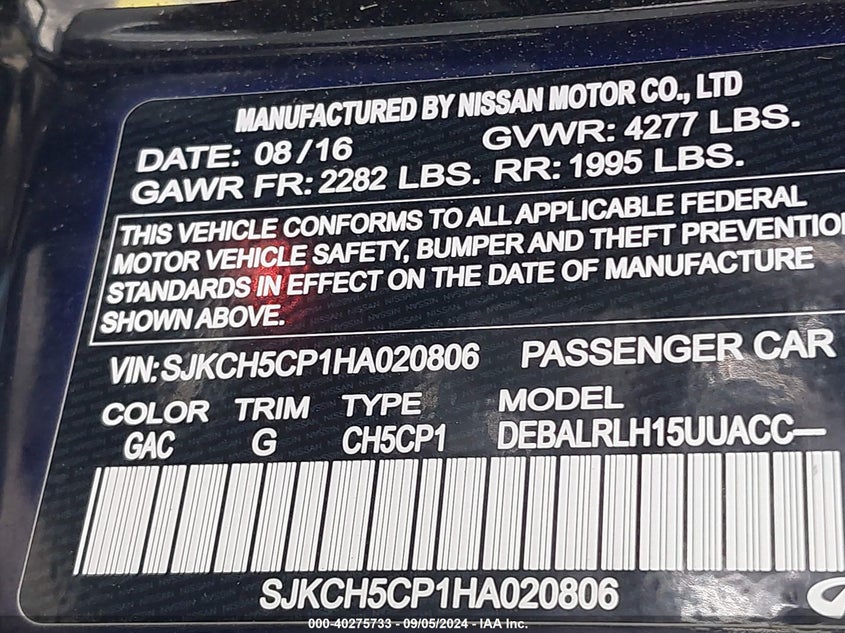 MANUFACTURED BY NISSAN MOTOR CO., LTD
DATE: 08/16 GVWR: 4277 LBS.
GAWR FR: 2282 LBS. RR: 1995 LBS.
THIS VEHICLE CONFORMS TO ALL APPLICABLE FEDERAL
MOTOR VEHICLE SAFETY, BUMPER AND THEFT PREVENTION
STANDARDS IN EFFECT ON THE DATE OF MANUFACTURE
SHOWN ABOVE.
VIN: SJKCH5CP1HA020806 PASSENGER CAR
COLOR TRIM TYPE MODEL
GAC G CH5CP1 DEBALRLH15UUACC—
SJKCH5CP1HA020806
000-40275733 - 09/05/2024 - IAA Inc.